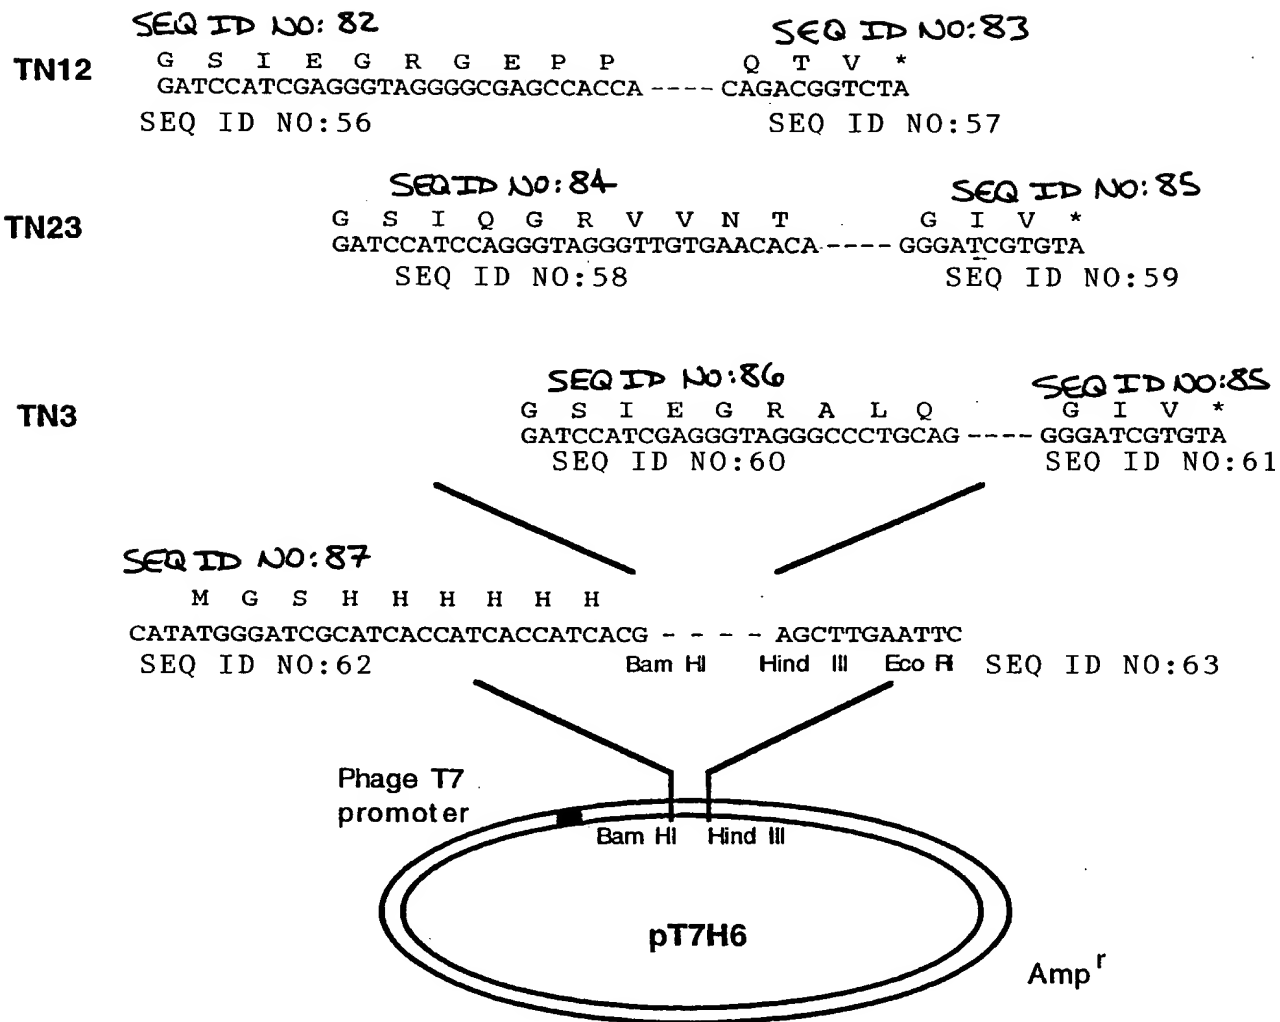 SEQ ID NO: 82 SEQ ID NO:83
TN12 G S I E G R G E P P Q T V *
GATCCATCGAGGGTAGGGGCGAGCCACCA---- CAGACGGTCTA
SEQ ID NO:56 SEQ ID NO:57
SEQ ID NO:84 SEQ ID NO:85
TN23 G S I Q G R V V N T G I V *
GATCCATCCAGGGTAGGGTTGTGAACACA---- GGGATCGTGTA
SEQ ID NO:58 SEQ ID NO:59
SEQ ID NO:86 SEQ ID NO:85
TN3 G S I E G R A L Q G I V *
GATCCATCGAGGGTAGGGCCCTGCAG---- GGGATCGTGTA
SEQ ID NO:60 SEQ ID NO:61
SEQ ID NO:87
M G S H H H H H H
CATATGGGATCGCATCACCATCACCATCACG - - - - AGCTTGAATTC
SEQ ID NO:62 Bam HI Hind III Eco RI SEQ ID NO:63
Phage T7
promoter
Bam HI Hind III
pT7H6
Amp r